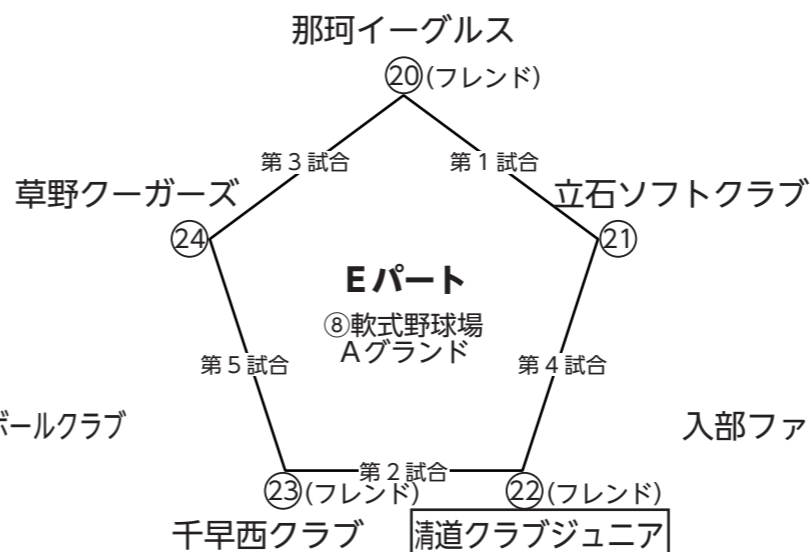 那珂イーグルス
⑳(フレンド)
第3試合
第1試合
草野クーガーズ
立石ソフトクラブ
㉔
㉑
Eパート
⑧軟式野球場
Aグランド
第5試合
第4試合
ボールクラブ
入部ファ
第2試合
㉓(フレンド)
㉒(フレンド)
千早西クラブ
清道クラブジュニア